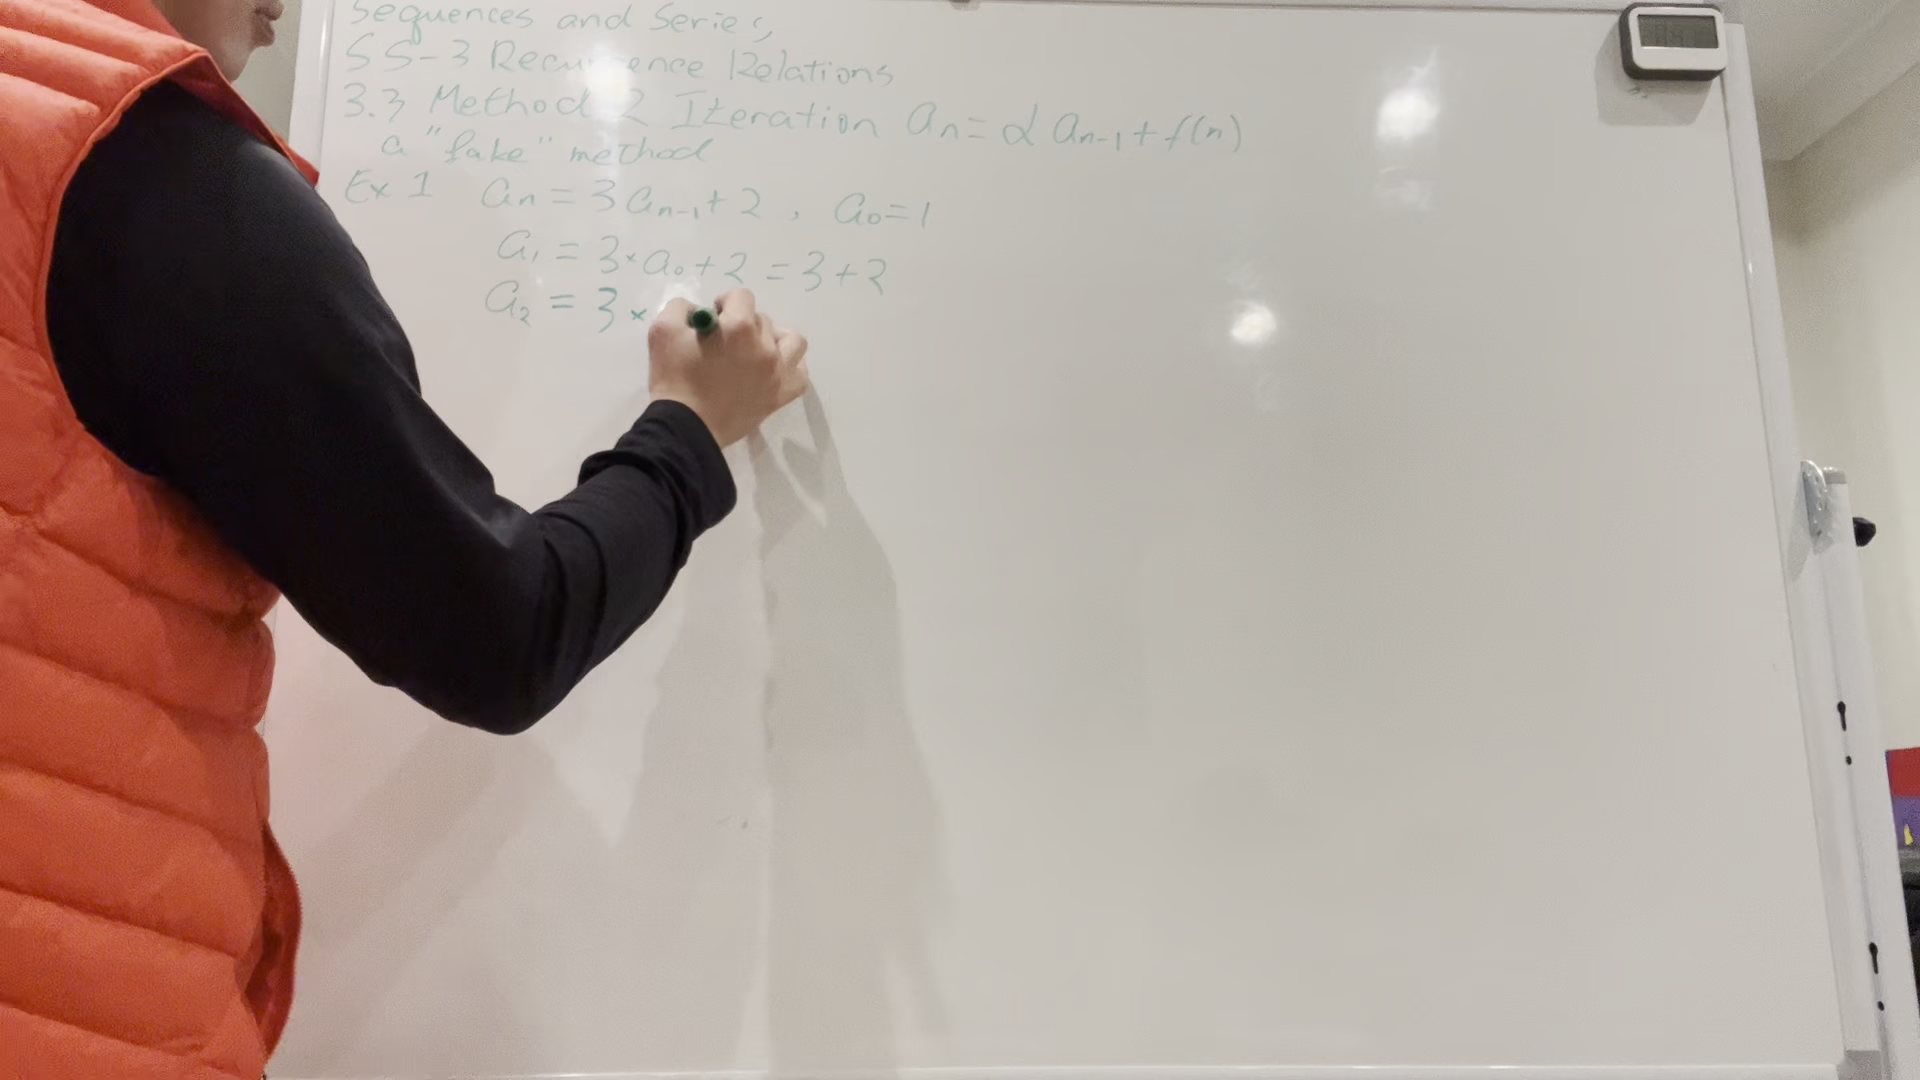 Sequences and Series,
SS-3 Recurrence Relations
3.3 Method 2 Iteration aₙ = α aₙ₋₁ + f(n)
a "fake" method
Ex 1 aₙ = 3aₙ₋₁ + 2 , a₀ = 1
a₁ = 3 × a₀ + 2 = 3 + 2
a₂ = 3 ×